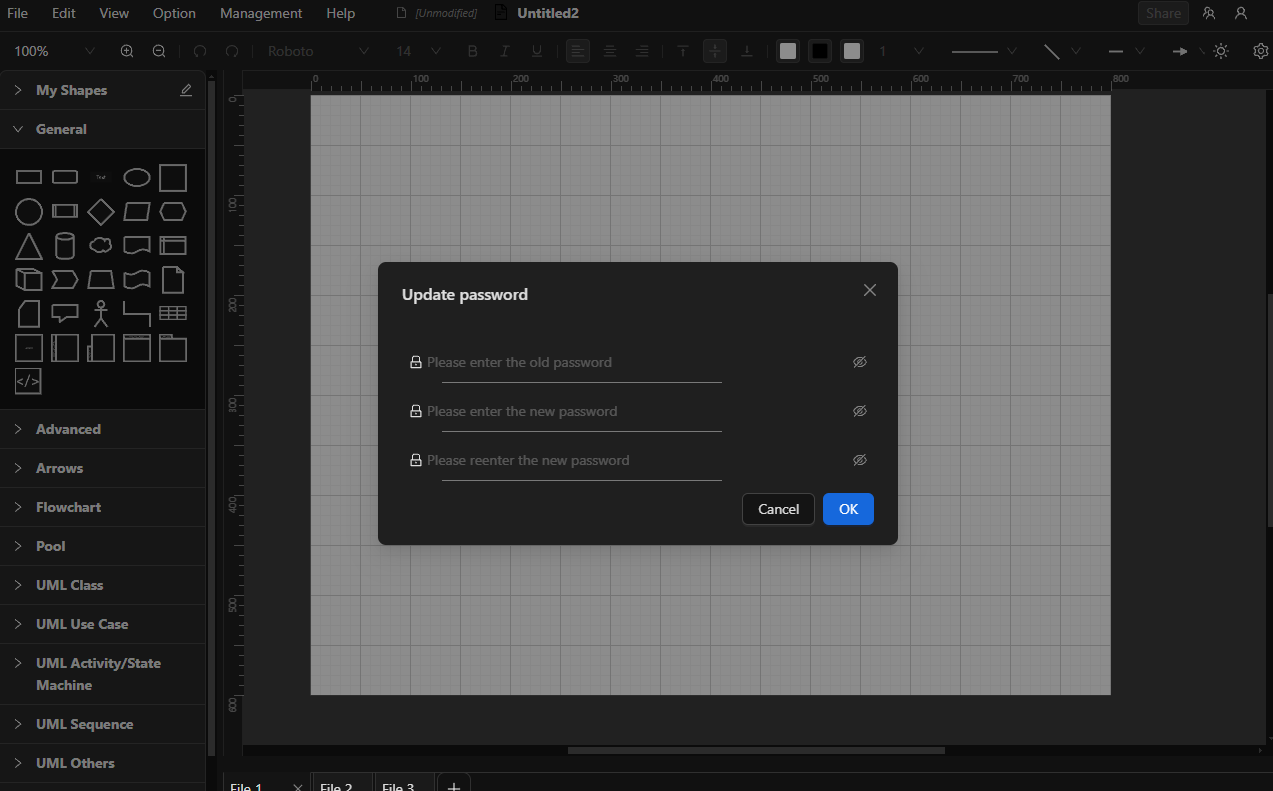 File Edit View Option Management Help [Unmodified] Untitled2 Share
100% Roboto 14 1
My Shapes
General
Text
</>
Advanced
Arrows
Flowchart
Pool
UML Class
UML Use Case
UML Activity/State
Machine
UML Sequence
UML Others
0 100 200 300 400 500 600 700 800
0
100
200
300
400
500
600
Update password
Please enter the old password
Please enter the new password
Please reenter the new password
Cancel OK
File 1 File 2 File 3